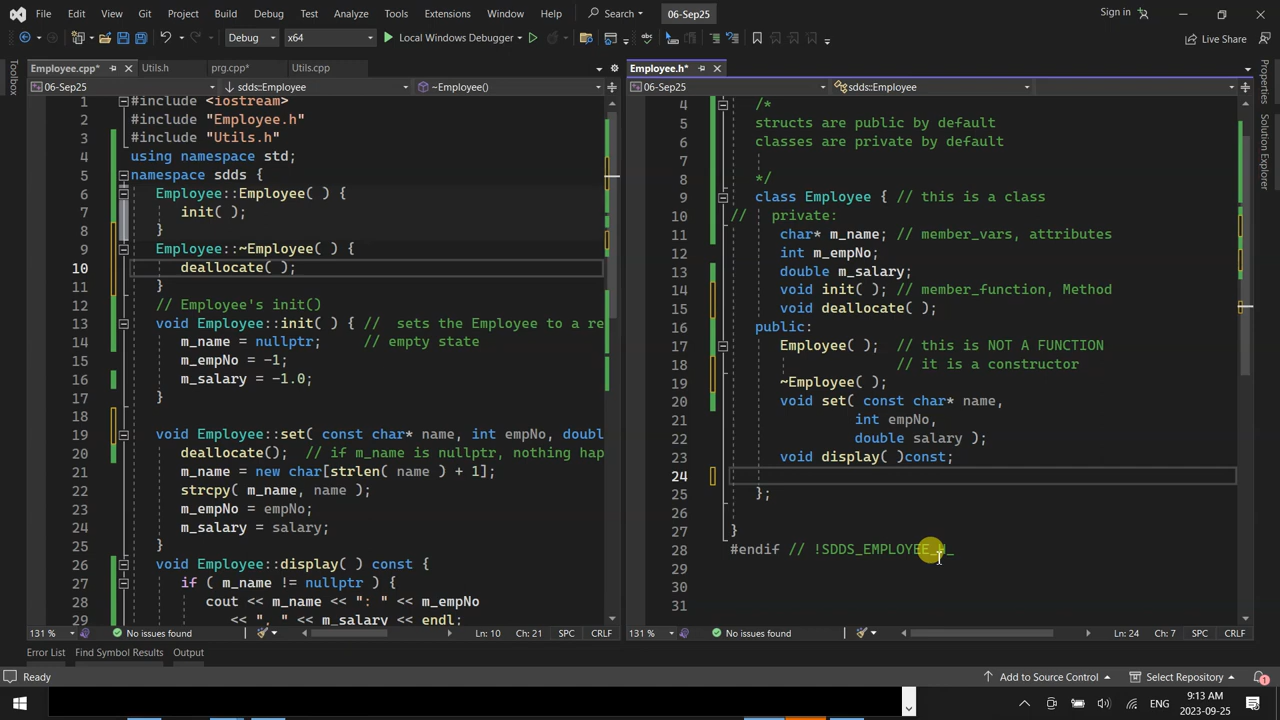 File Edit View Git Project Build Debug Test Analyze Tools Extensions Window Help Search 06-Sep25 Sign in
Debug x64 Local Windows Debugger Live Share
Toolbox
Employee.cpp* Utils.h prg.cpp* Utils.cpp
06-Sep25 sdds::Employee ~Employee()
1 #include <iostream>
2 #include "Employee.h"
3 #include "Utils.h"
4 using namespace std;
5 namespace sdds {
6 Employee::Employee( ) {
7 init( );
8 }
9 Employee::~Employee( ) {
10 deallocate( );
11 }
12 // Employee's init()
13 void Employee::init( ) { // sets the Employee to a re
14 m_name = nullptr; // empty state
15 m_empNo = -1;
16 m_salary = -1.0;
17 }
18
19 void Employee::set( const char* name, int empNo, doubl
20 deallocate(); // if m_name is nullptr, nothing hap
21 m_name = new char[strlen( name ) + 1];
22 strcpy( m_name, name );
23 m_empNo = empNo;
24 m_salary = salary;
25 }
26 void Employee::display( ) const {
27 if ( m_name != nullptr ) {
28 cout << m_name << ": " << m_empNo
29 << ", " << m_salary << endl;
131 % No issues found Ln: 10 Ch: 21 SPC CRLF
Employee.h*
06-Sep25 sdds::Employee
4 /*
5 structs are public by default
6 classes are private by default
7
8 */
9 class Employee { // this is a class
10 // private:
11 char* m_name; // member_vars, attributes
12 int m_empNo;
13 double m_salary;
14 void init( ); // member_function, Method
15 void deallocate( );
16 public:
17 Employee( ); // this is NOT A FUNCTION
18 // it is a constructor
19 ~Employee( );
20 void set( const char* name,
21 int empNo,
22 double salary );
23 void display( )const;
24
25 };
26
27 }
28 #endif // !SDDS_EMPLOYEE_H_
29
30
31
131 % No issues found Ln: 24 Ch: 7 SPC CRLF
Properties
Solution Explorer
Error List Find Symbol Results Output
Ready Add to Source Control Select Repository 1
ENG 9:13 AM 2023-09-25